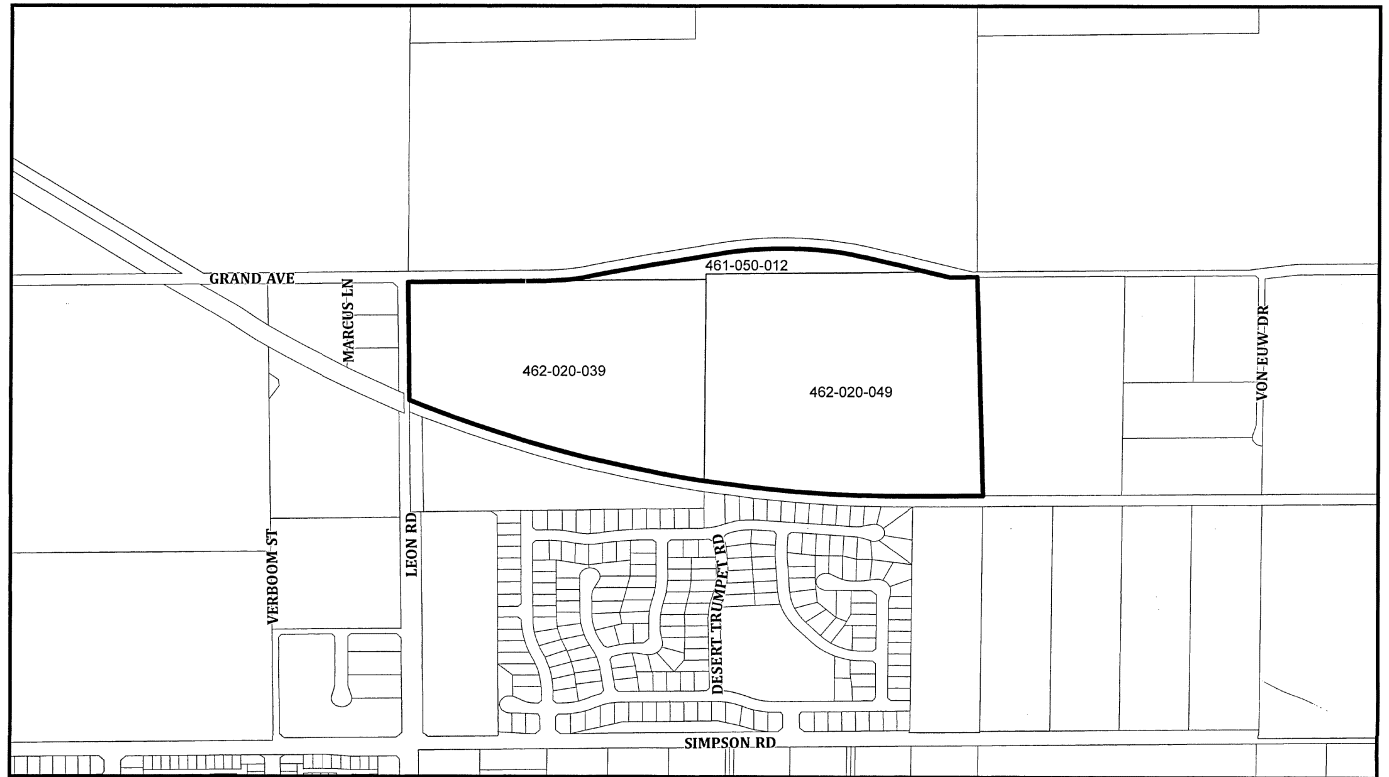 461-050-012
GRAND AVE
MARCUS LN
462-020-039
462-020-049
VON EUW DR
VERBOOM ST
LEON RD
DESERT TRUMPET RD
SIMPSON RD